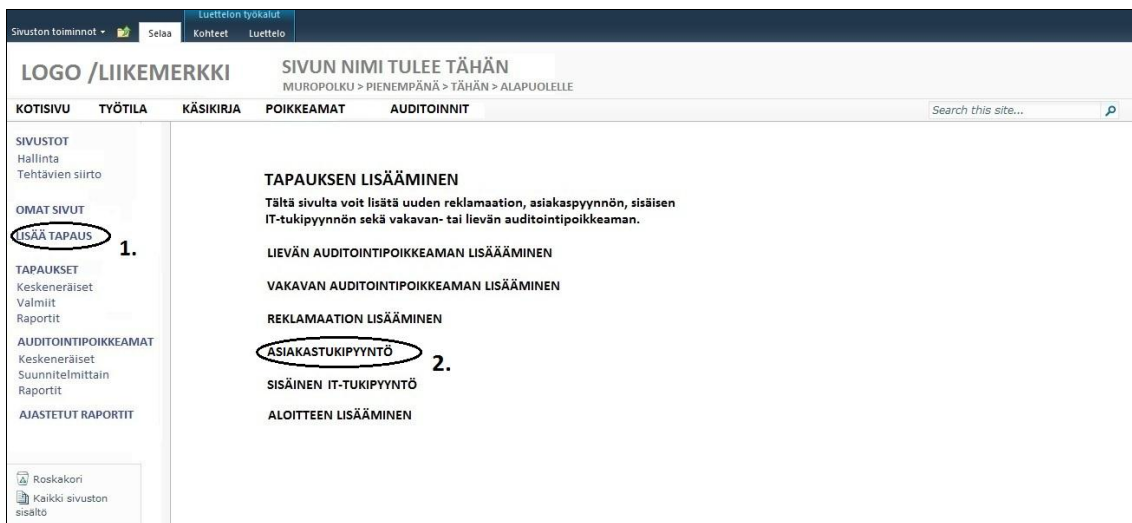 Luettelon työkalut
Sivuston toiminnot Selaa Kohteet Luettelo
LOGO /LIIKEMERKKI
SIVUN NIMI TULEE TÄHÄN
MUROPOLKU > PIENEMPÄNÄ > TÄHÄN > ALAPUOLELLE
KOTISIVU TYÖTILA KÄSIKIRJA POIKKEAMAT AUDITOINNIT Search this site...
SIVUSTOT
Hallinta
Tehtävien siirto
OMAT SIVUT
LISÄÄ TAPAUS 1.
TAPAUKSET
Keskeneräiset
Valmiit
Raportit
AUDITOINTIPOIKKEAMAT
Keskeneräiset
Suunnitelmittain
Raportit
AJASTETUT RAPORTIT
Roskakori
Kaikki sivuston
sisältö
TAPAUKSEN LISÄÄMINEN
Tältä sivulta voit lisätä uuden reklamaation, asiakaspyynnön, sisäisen
IT-tukipyynnön sekä vakavan- tai lievän auditointipoikkeaman.
LIEVÄN AUDITOINTIPOIKKEAMAN LISÄÄÄMINEN
VAKAVAN AUDITOINTIPOIKKEAMAN LISÄÄMINEN
REKLAMAATION LISÄÄMINEN
ASIAKASTUKIPYYNTÖ 2.
SISÄINEN IT-TUKIPYYNTÖ
ALOITTEEN LISÄÄMINEN